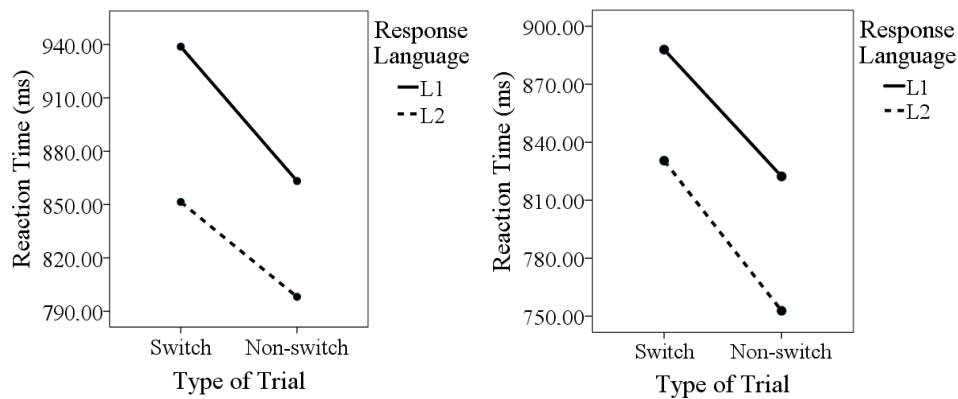 940.00
910.00
880.00
850.00
820.00
790.00
Reaction Time (ms)
Switch Non-switch
Type of Trial
Response
Language
L1
L2
900.00
870.00
840.00
810.00
780.00
750.00
Reaction Time (ms)
Switch Non-switch
Type of Trial
Response
Language
L1
L2